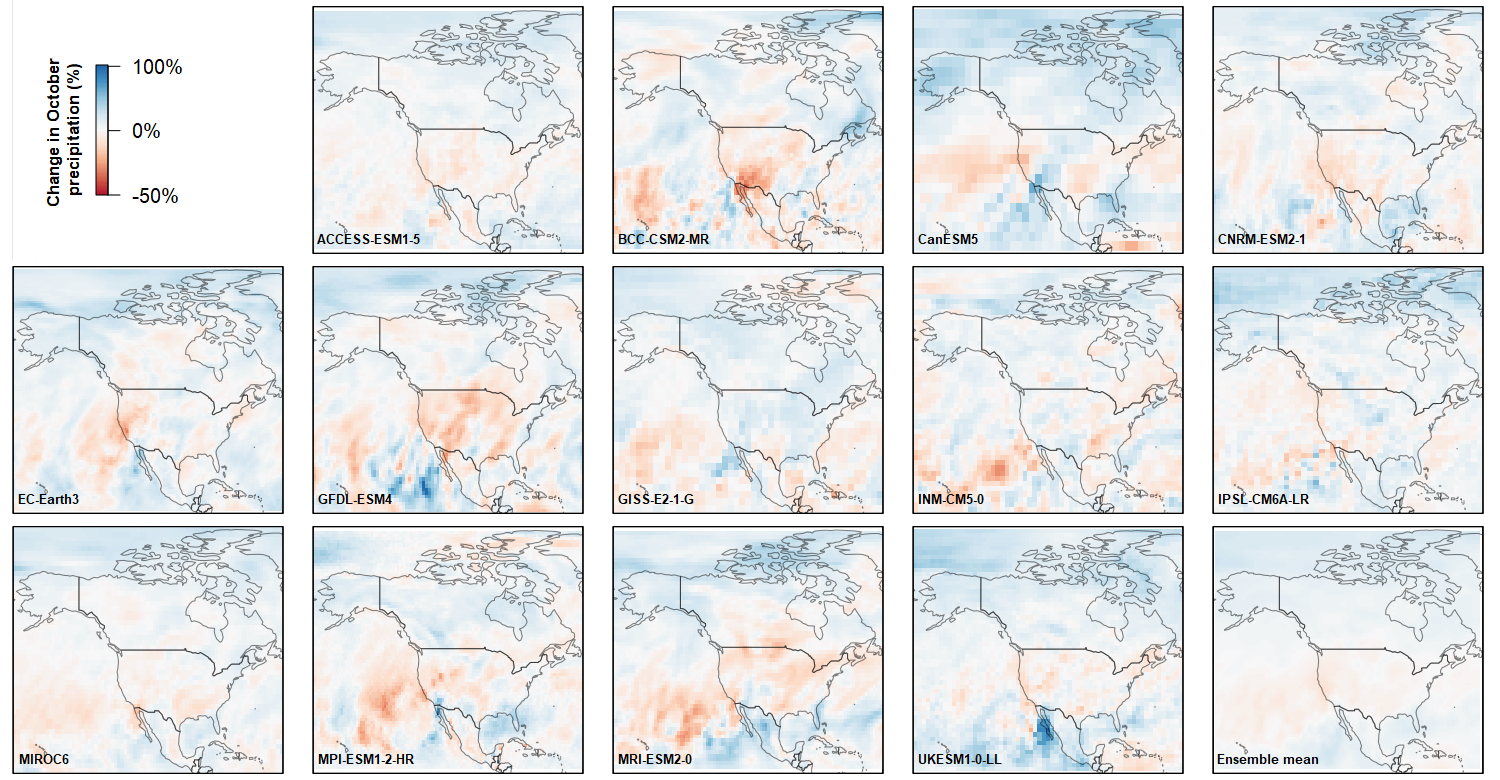 Change in October
precipitation (%)
100%
0%
-50%
ACCESS-ESM1-5
BCC-CSM2-MR
CanESM5
CNRM-ESM2-1
EC-Earth3
GFDL-ESM4
GISS-E2-1-G
INM-CM5-0
IPSL-CM6A-LR
MIROC6
MPI-ESM1-2-HR
MRI-ESM2-0
UKESM1-0-LL
Ensemble mean